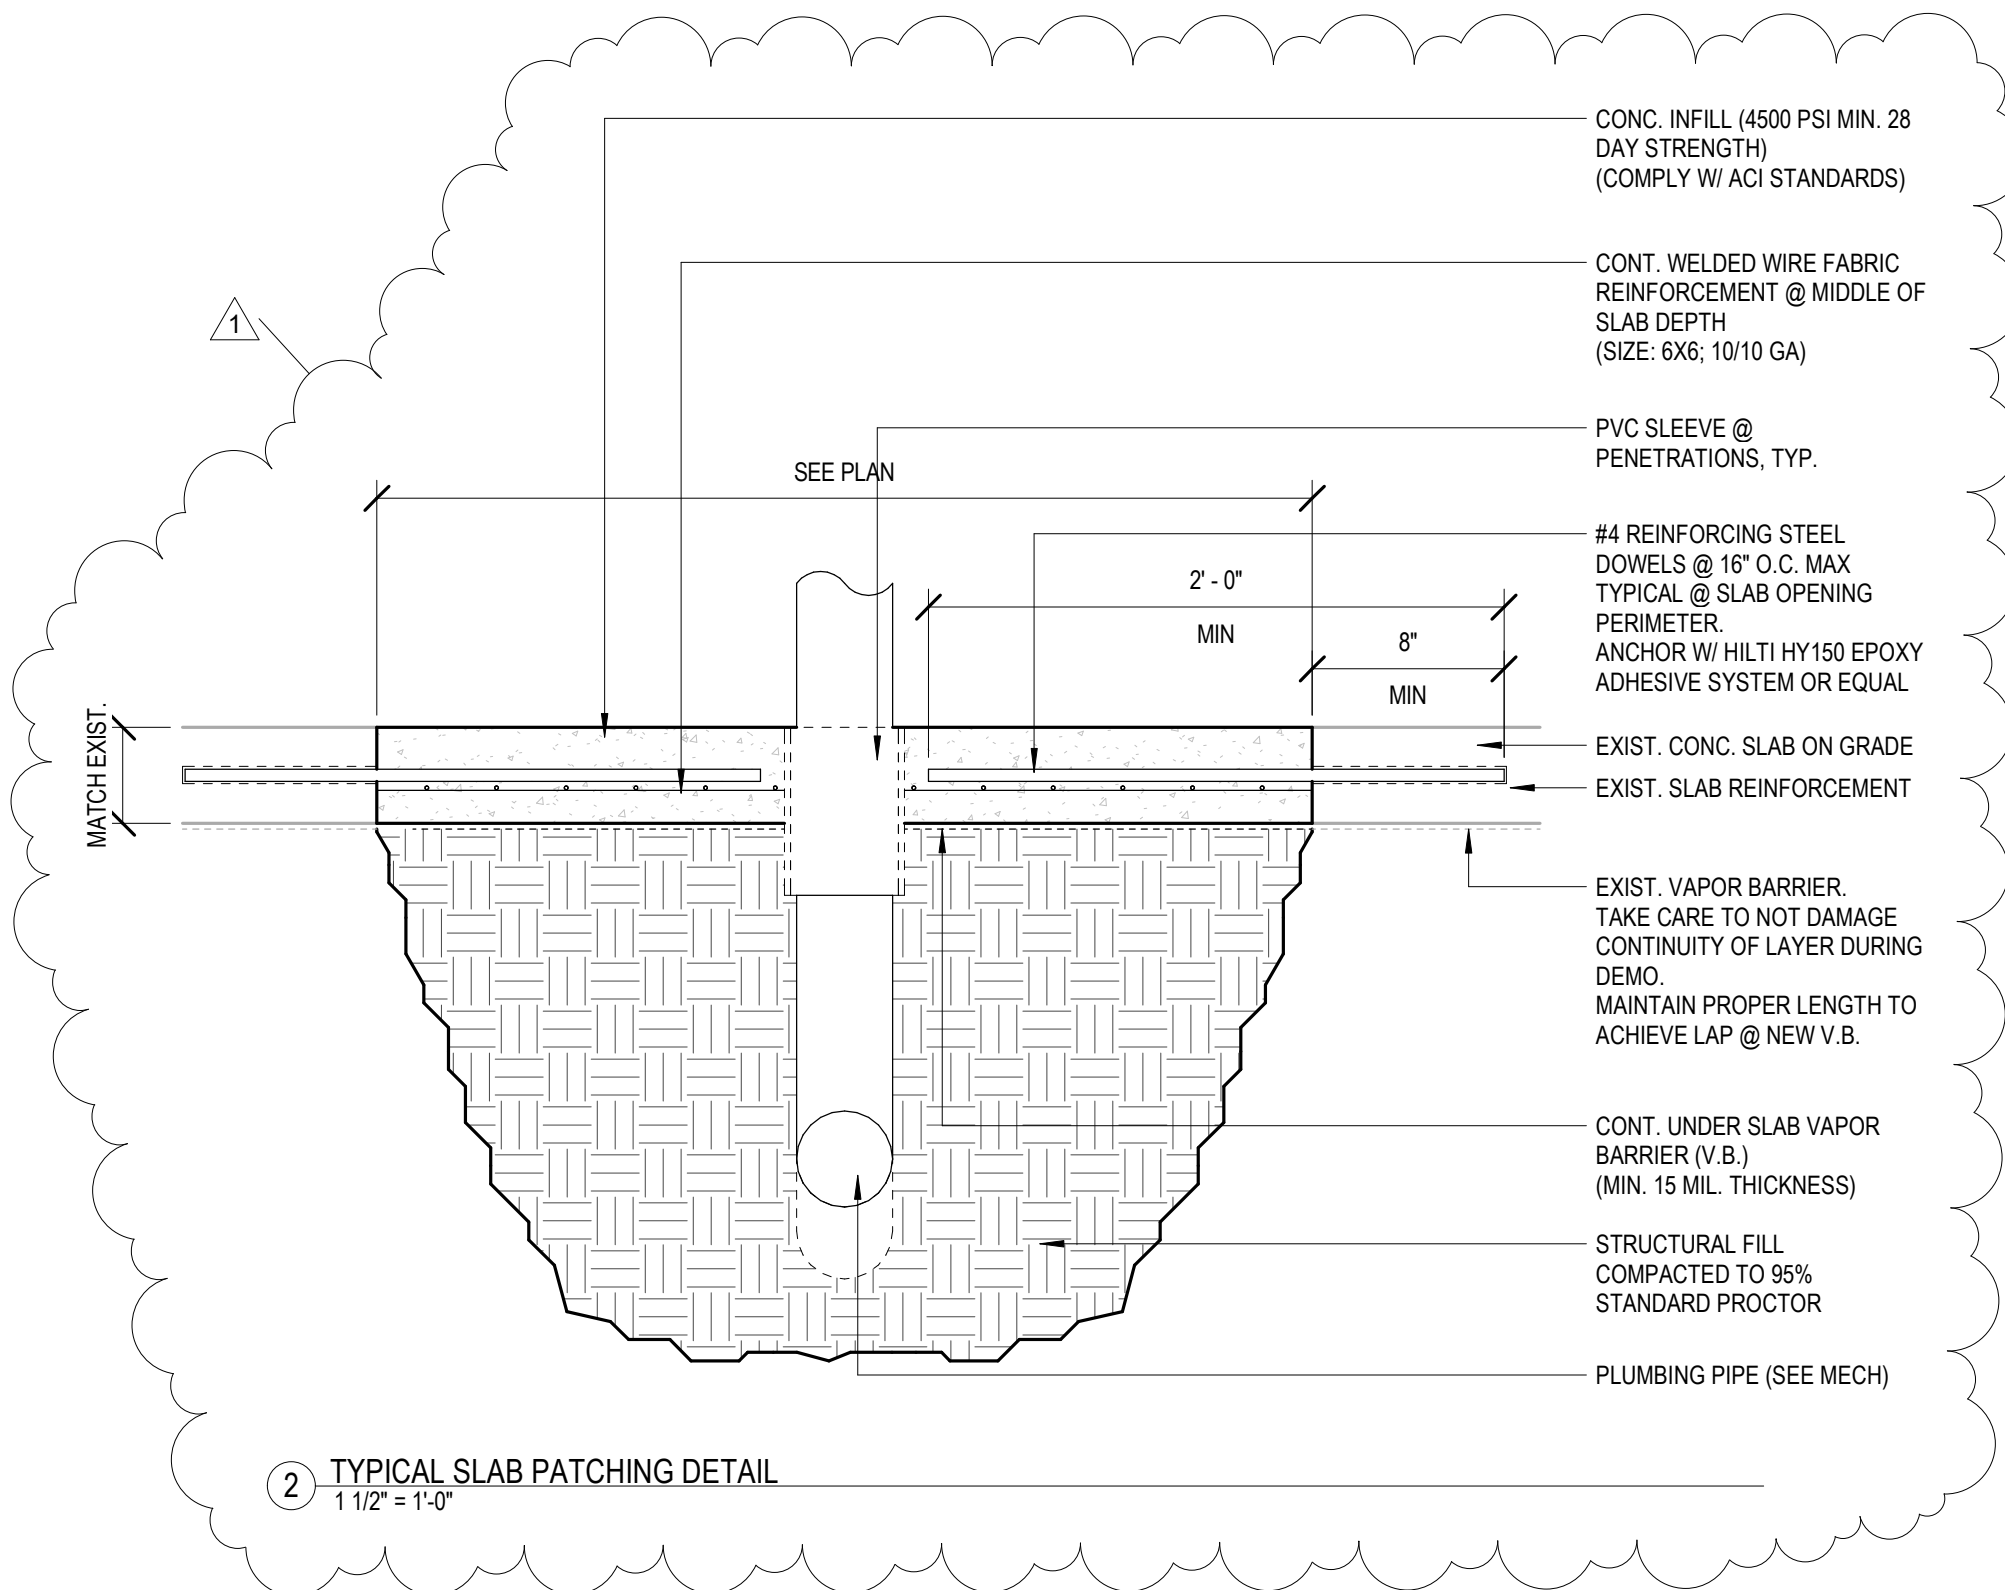 CONC. INFILL (4500 PSI MIN. 28
DAY STRENGTH)
(COMPLY W/ ACI STANDARDS)
CONT. WELDED WIRE FABRIC
REINFORCEMENT @ MIDDLE OF
SLAB DEPTH
(SIZE: 6X6; 10/10 GA)
1
PVC SLEEVE @
PENETRATIONS, TYP.
SEE PLAN
#4 REINFORCING STEEL
DOWELS @ 16" O.C. MAX
TYPICAL @ SLAB OPENING
PERIMETER.
ANCHOR W/ HILTI HY150 EPOXY
ADHESIVE SYSTEM OR EQUAL
2' - 0"
MIN
8"
MIN
MATCH EXIST.
EXIST. CONC. SLAB ON GRADE
EXIST. SLAB REINFORCEMENT
EXIST. VAPOR BARRIER.
TAKE CARE TO NOT DAMAGE
CONTINUITY OF LAYER DURING
DEMO.
MAINTAIN PROPER LENGTH TO
ACHIEVE LAP @ NEW V.B.
CONT. UNDER SLAB VAPOR
BARRIER (V.B.)
(MIN. 15 MIL. THICKNESS)
STRUCTURAL FILL
COMPACTED TO 95%
STANDARD PROCTOR
PLUMBING PIPE (SEE MECH)
2
TYPICAL SLAB PATCHING DETAIL
1 1/2" = 1'-0"